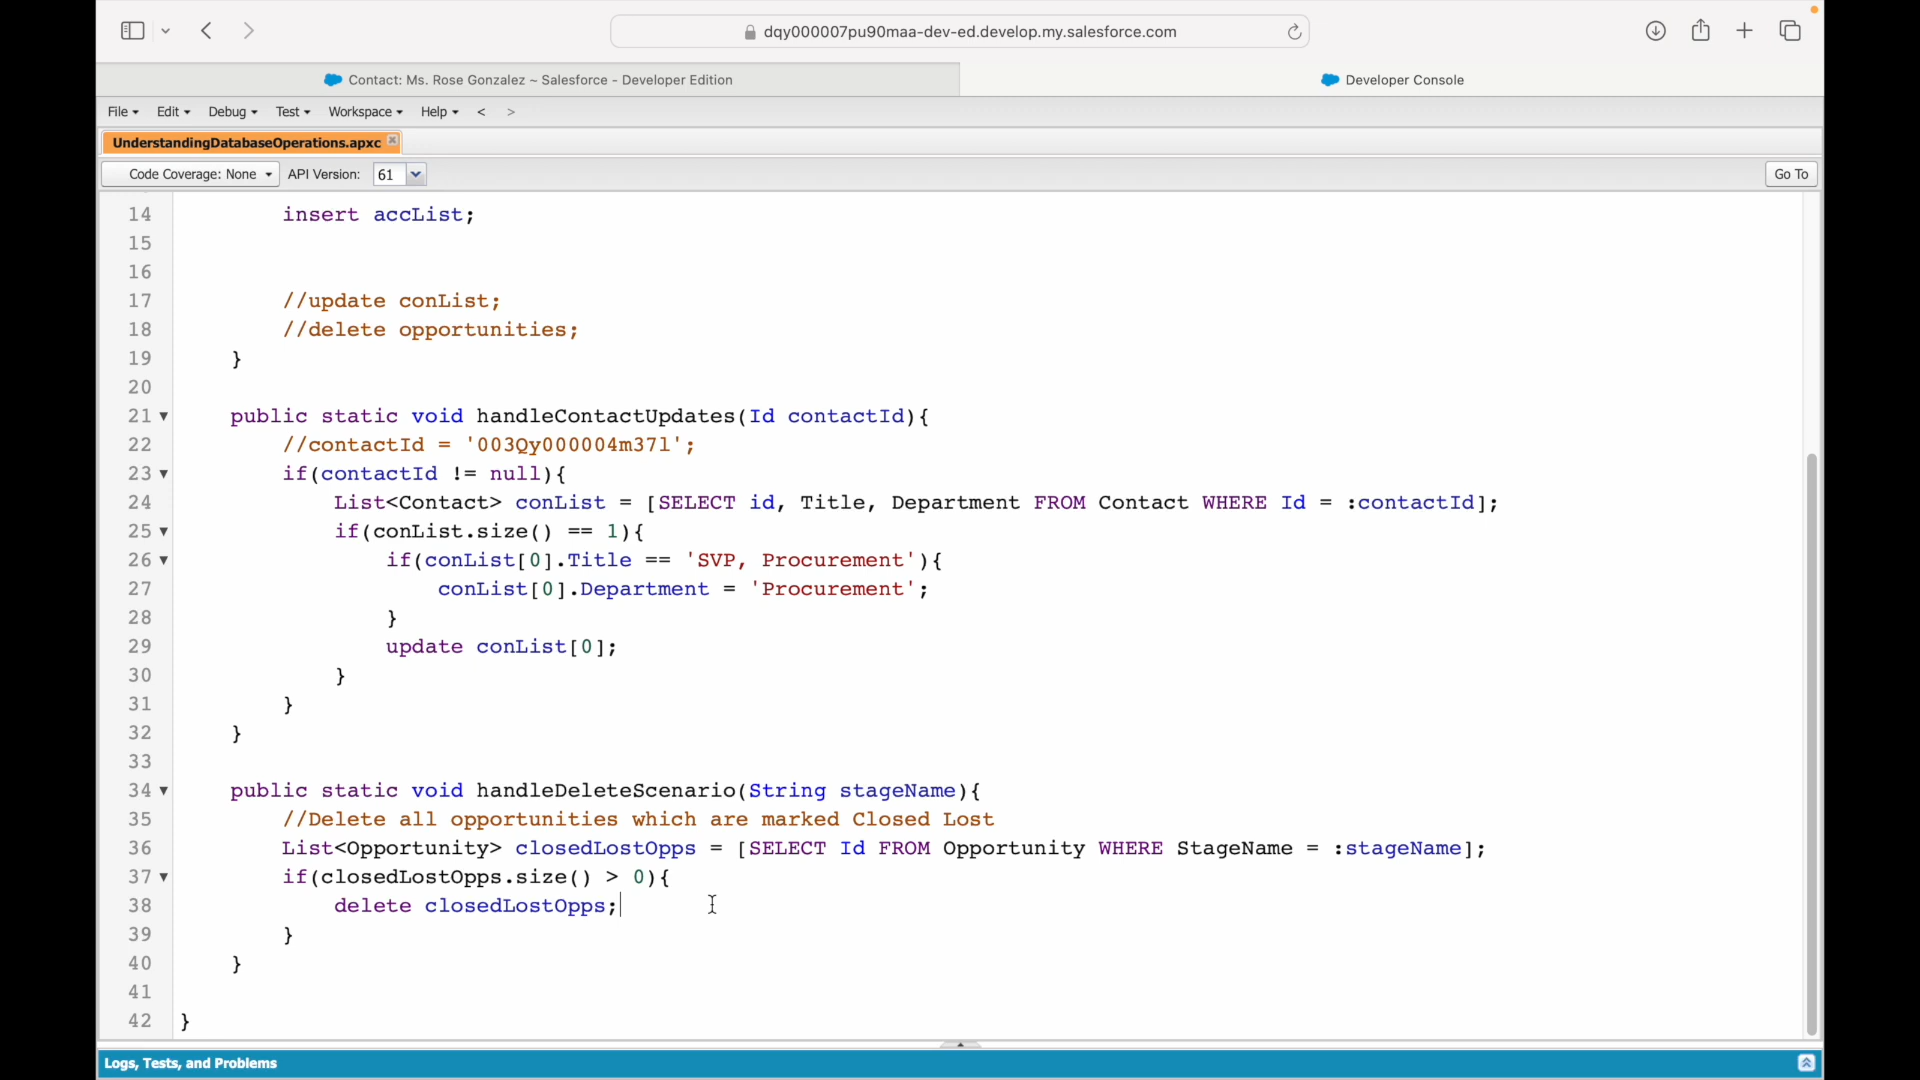 dqy000007pu90maa-dev-ed.develop.my.salesforce.com
Contact: Ms. Rose Gonzalez ~ Salesforce - Developer Edition
Developer Console
File Edit Debug Test Workspace Help < >
UnderstandingDatabaseOperations.apxc
Code Coverage: None API Version: 61 Go To
14 insert accList;
15
16
17 //update conList;
18 //delete opportunities;
19 }
20
21 public static void handleContactUpdates(Id contactId){
22 //contactId = '003Qy000004m37l';
23 if(contactId != null){
24 List<Contact> conList = [SELECT id, Title, Department FROM Contact WHERE Id = :contactId];
25 if(conList.size() == 1){
26 if(conList[0].Title == 'SVP, Procurement'){
27 conList[0].Department = 'Procurement';
28 }
29 update conList[0];
30 }
31 }
32 }
33
34 public static void handleDeleteScenario(String stageName){
35 //Delete all opportunities which are marked Closed Lost
36 List<Opportunity> closedLostOpps = [SELECT Id FROM Opportunity WHERE StageName = :stageName];
37 if(closedLostOpps.size() > 0){
38 delete closedLostOpps;
39 }
40 }
41
42 }
Logs, Tests, and Problems